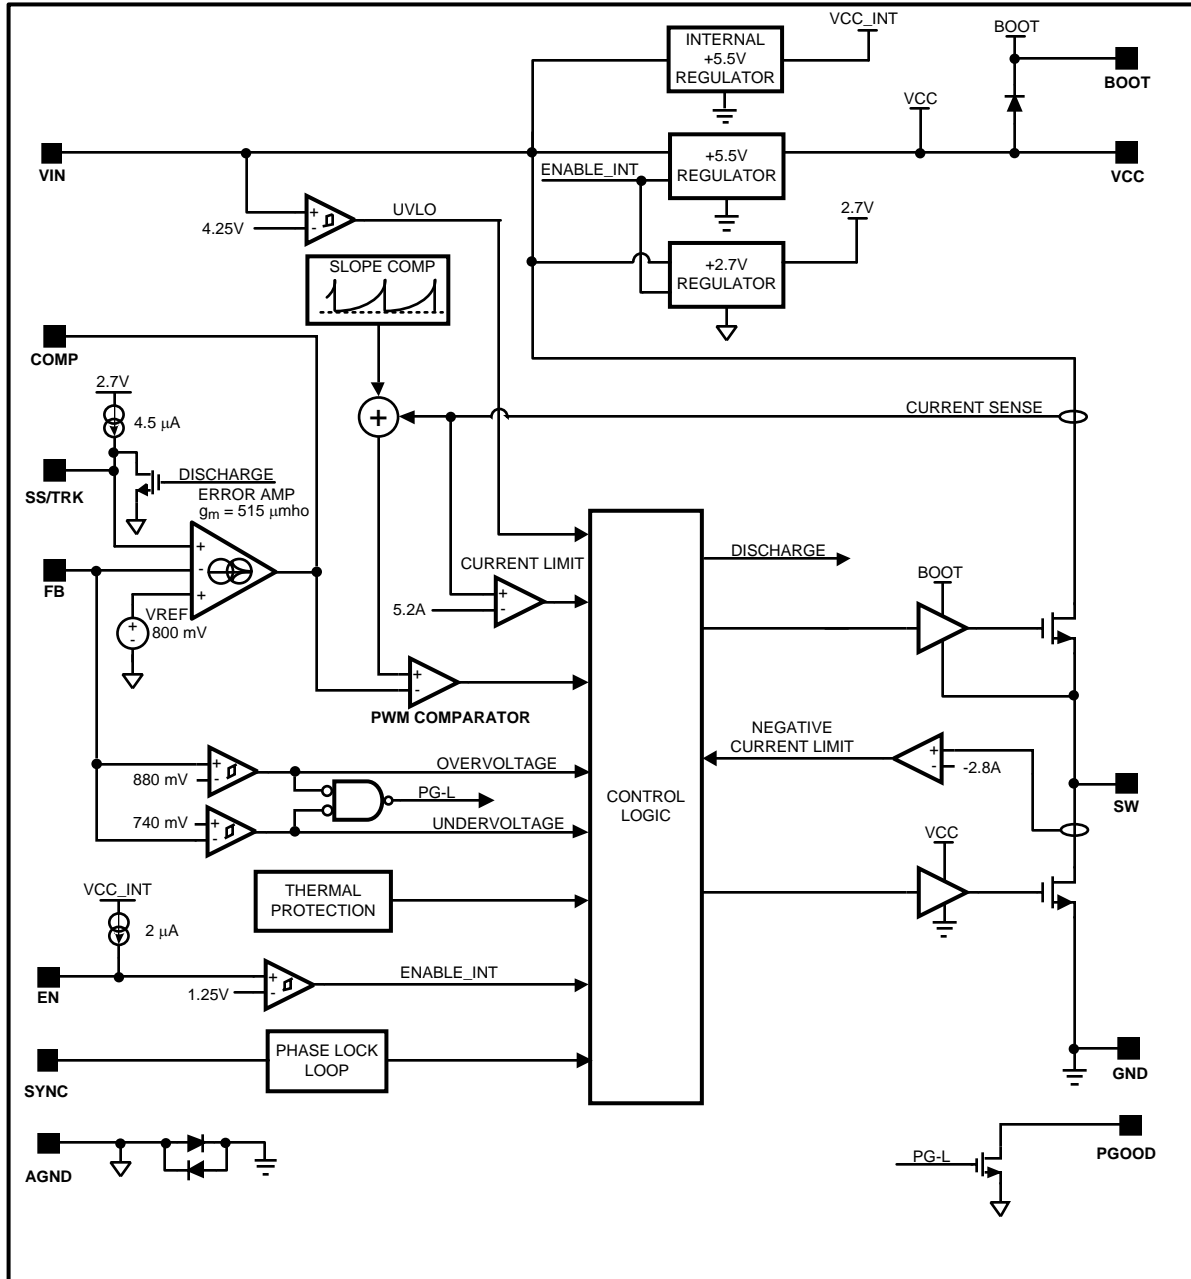 VCC_INT
BOOT
INTERNAL
+5.5V
REGULATOR
BOOT
VCC
VIN
+5.5V
REGULATOR
VCC
ENABLE_INT
+
-
UVLO
4.25V
2.7V
SLOPE COMP
+2.7V
REGULATOR
COMP
2.7V
4.5 μA
+
CURRENT SENSE
SS/TRK
DISCHARGE
ERROR AMP
gm = 515 μmho
+
-
+
FB
VREF
800 mV
+
-
CURRENT LIMIT
+
-
5.2A
DISCHARGE
BOOT
+
-
PWM COMPARATOR
NEGATIVE
CURRENT LIMIT
+
-
-2.8A
SW
+
-
880 mV
OVERVOLTAGE
PG-L
CONTROL
LOGIC
740 mV
+
-
UNDERVOLTAGE
VCC
THERMAL
PROTECTION
VCC_INT
2 μA
EN
+
-
1.25V
ENABLE_INT
SYNC
PHASE LOCK
LOOP
GND
AGND
PG-L
PGOOD